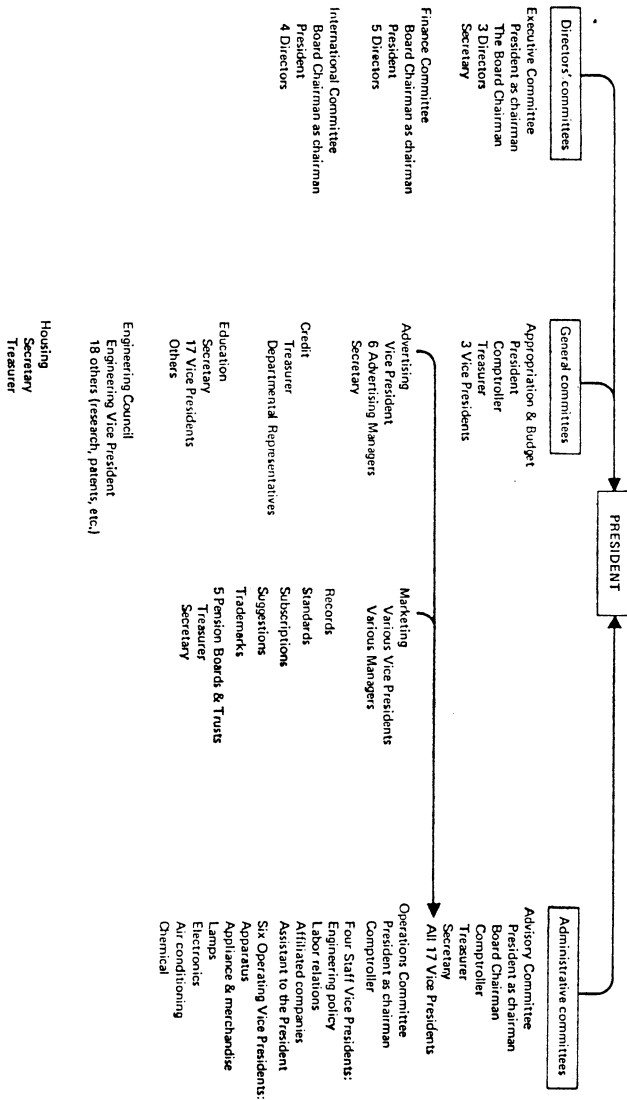 PRESIDENT
Directors' committees
Executive Committee
President as chairman
The Board Chairman
3 Directors
Secretary
Finance Committee
Board Chairman as chairman
President
5 Directors
International Committee
Board Chairman as chairman
President
4 Directors
General committees
Appropriation & Budget
President
Comptroller
Treasurer
3 Vice Presidents
Advertising
Vice President
6 Advertising Managers
Secretary
Credit
Treasurer
Departmental Representatives
Education
Secretary
17 Vice Presidents
Others
Engineering Council
Engineering Vice President
18 others (research, patents, etc.)
Housing
Secretary
Treasurer
Marketing
Various Vice Presidents
Various Managers
Records
Standards
Subscriptions
Suggestions
Trademarks
5 Pension Boards & Trusts
Treasurer
Secretary
Administrative committees
Advisory Committee
President as chairman
Board Chairman
Comptroller
Treasurer
Secretary
All 17 Vice Presidents
Operations Committee
President as chairman
Comptroller
Four Staff Vice Presidents:
Engineering policy
Labor relations
Affiliated companies
Assistant to the President
Six Operating Vice Presidents:
Apparatus
Appliance & merchandise
Lamps
Electronics
Air conditioning
Chemical